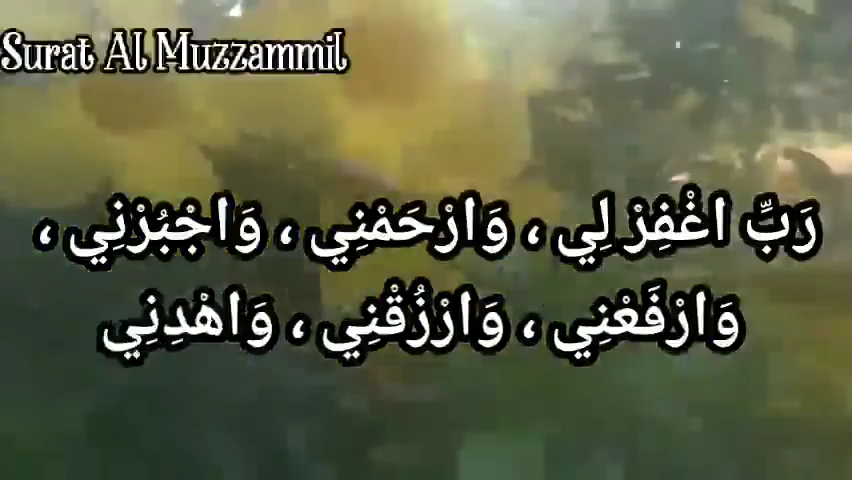 Surat Al Muzzammil
رَبِّ اغْفِرْ لِي ، وَارْحَمْنِي ، وَاجْبُرْنِي ،
وَارْفَعْنِي ، وَارْزُقْنِي ، وَاهْدِنِي